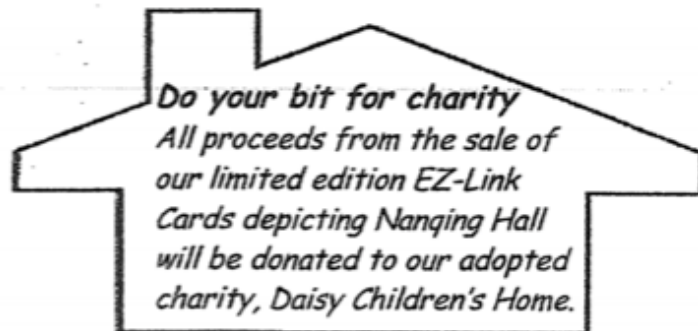 Do your bit for charity
All proceeds from the sale of
our limited edition EZ-Link
Cards depicting Nanqing Hall
will be donated to our adopted
charity, Daisy Children's Home.